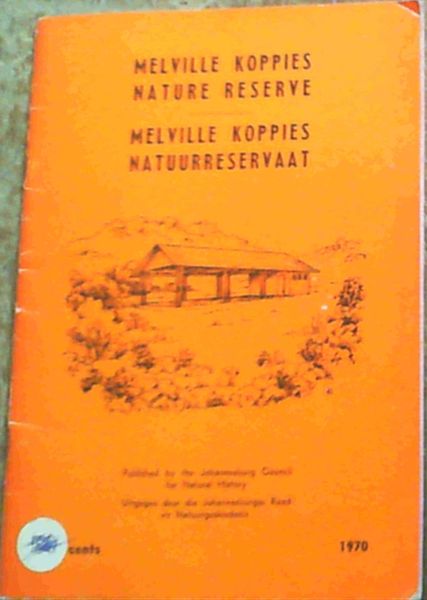 MELVILLE KOPPIES
NATURE RESERVE
MELVILLE KOPPIES
NATUURRESERVAAT
Published by the Johannesburg Council
for Natural History
Uitgegee deur die Johannesburgse Raad
vir Natuurgeskiedenis
cents
1970